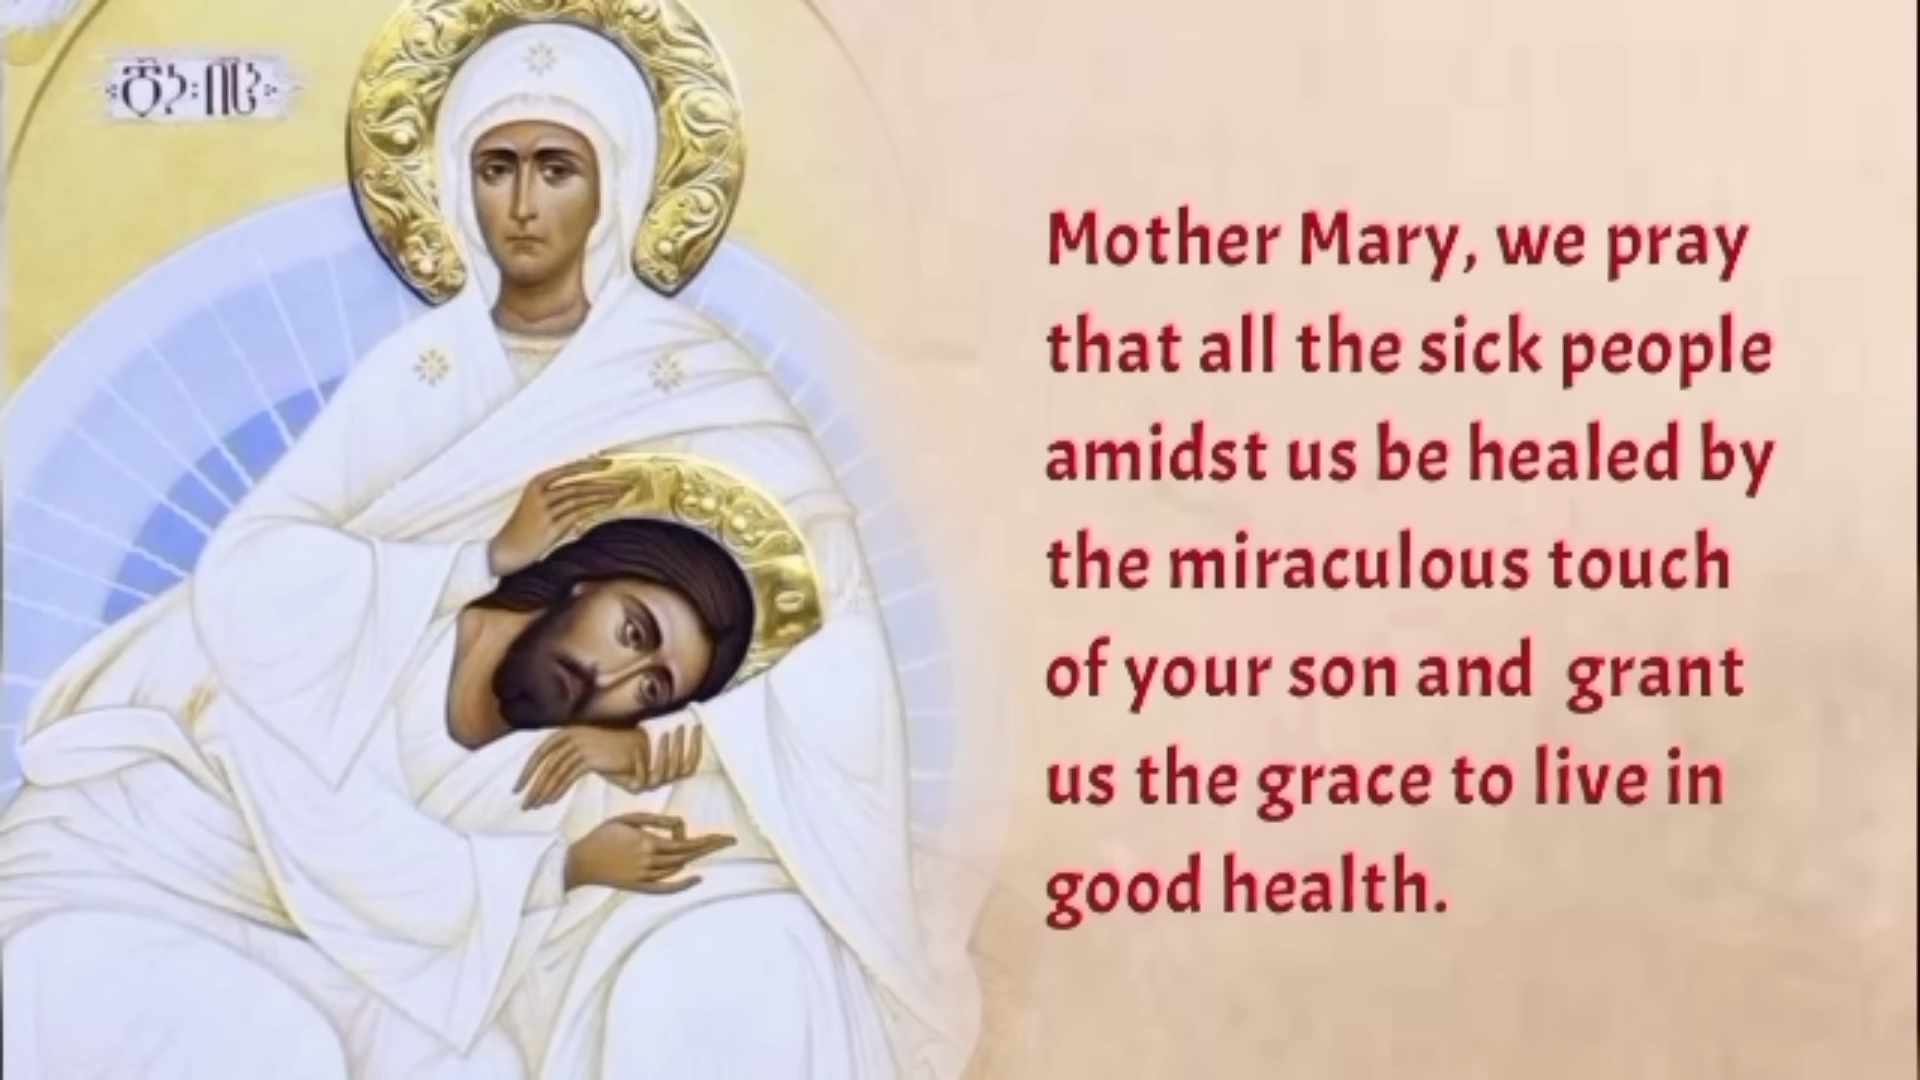 Mother Mary, we pray
that all the sick people
amidst us be healed by
the miraculous touch
of your son and  grant
us the grace to live in
good health.